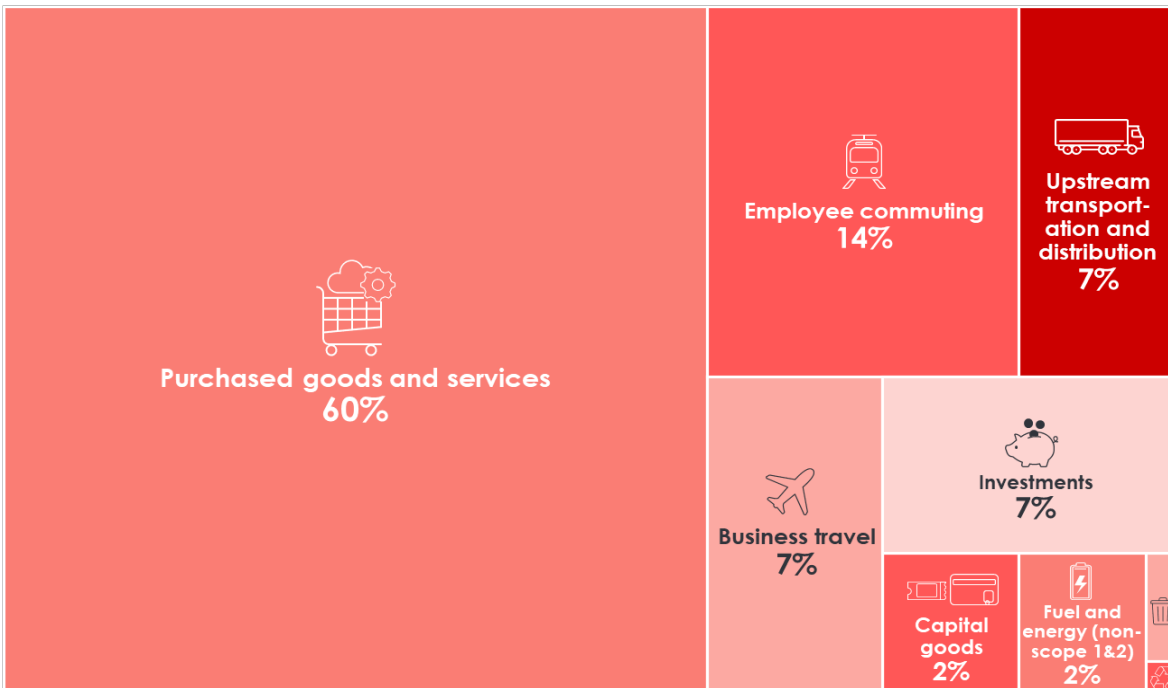 Purchased goods and services
60%
Employee commuting
14%
Upstream
transport-
ation and
distribution
7%
Business travel
7%
Investments
7%
Capital
goods
2%
Fuel and
energy (non-
scope 1&2)
2%